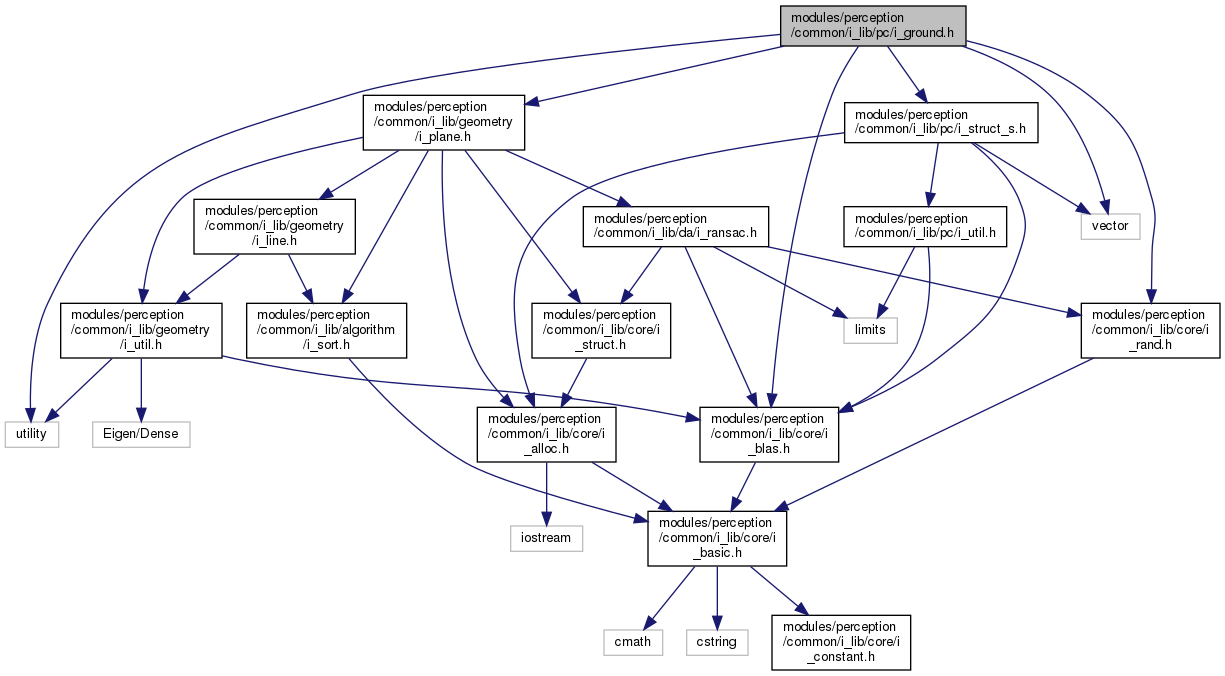 modules/perception
/common/i_lib/pc/i_ground.h
modules/perception
/common/i_lib/geometry
/i_plane.h
modules/perception
/common/i_lib/pc/i_struct_s.h
modules/perception
/common/i_lib/geometry
/i_line.h
modules/perception
/common/i_lib/da/i_ransac.h
modules/perception
/common/i_lib/pc/i_util.h
vector
modules/perception
/common/i_lib/geometry
/i_util.h
modules/perception
/common/i_lib/algorithm
/i_sort.h
modules/perception
/common/i_lib/core/i
_struct.h
limits
modules/perception
/common/i_lib/core/i
_rand.h
utility
Eigen/Dense
modules/perception
/common/i_lib/core/i
_alloc.h
modules/perception
/common/i_lib/core/i
_blas.h
iostream
modules/perception
/common/i_lib/core/i
_basic.h
cmath
cstring
modules/perception
/common/i_lib/core/i
_constant.h